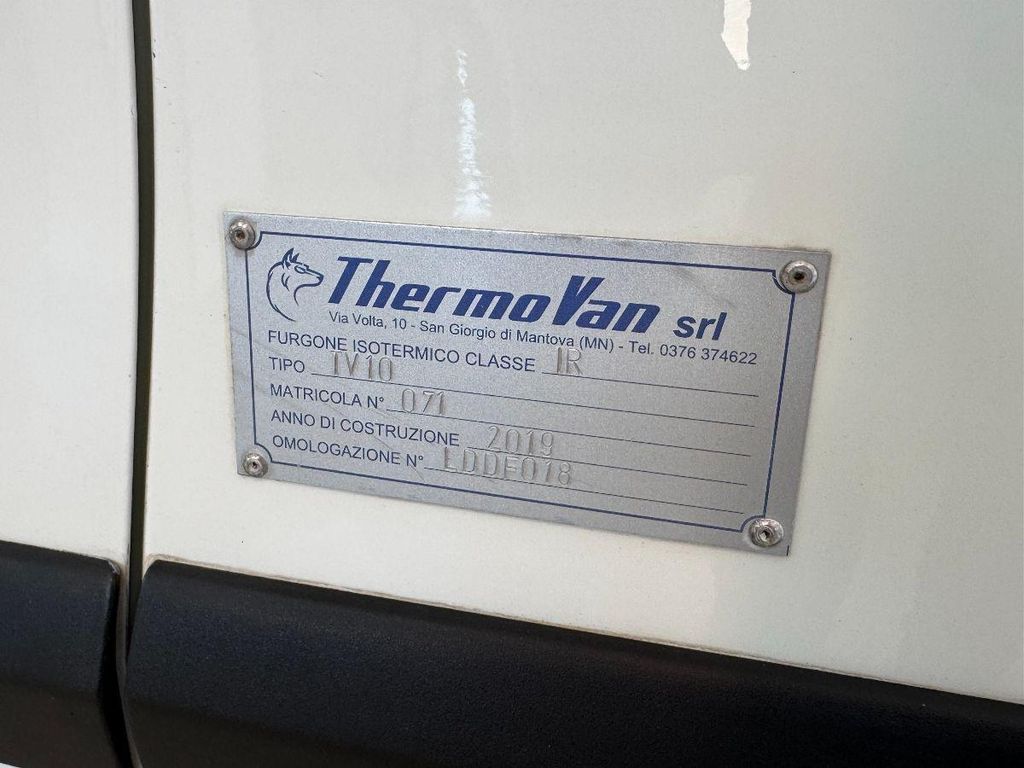 ThermoVan srl
Via Volta, 10 - San Giorgio di Mantova (MN) - Tel. 0376 374622
FURGONE ISOTERMICO CLASSE IR
TIPO TV10
MATRICOLA N° 071
ANNO DI COSTRUZIONE 2019
OMOLOGAZIONE N° LDDF018